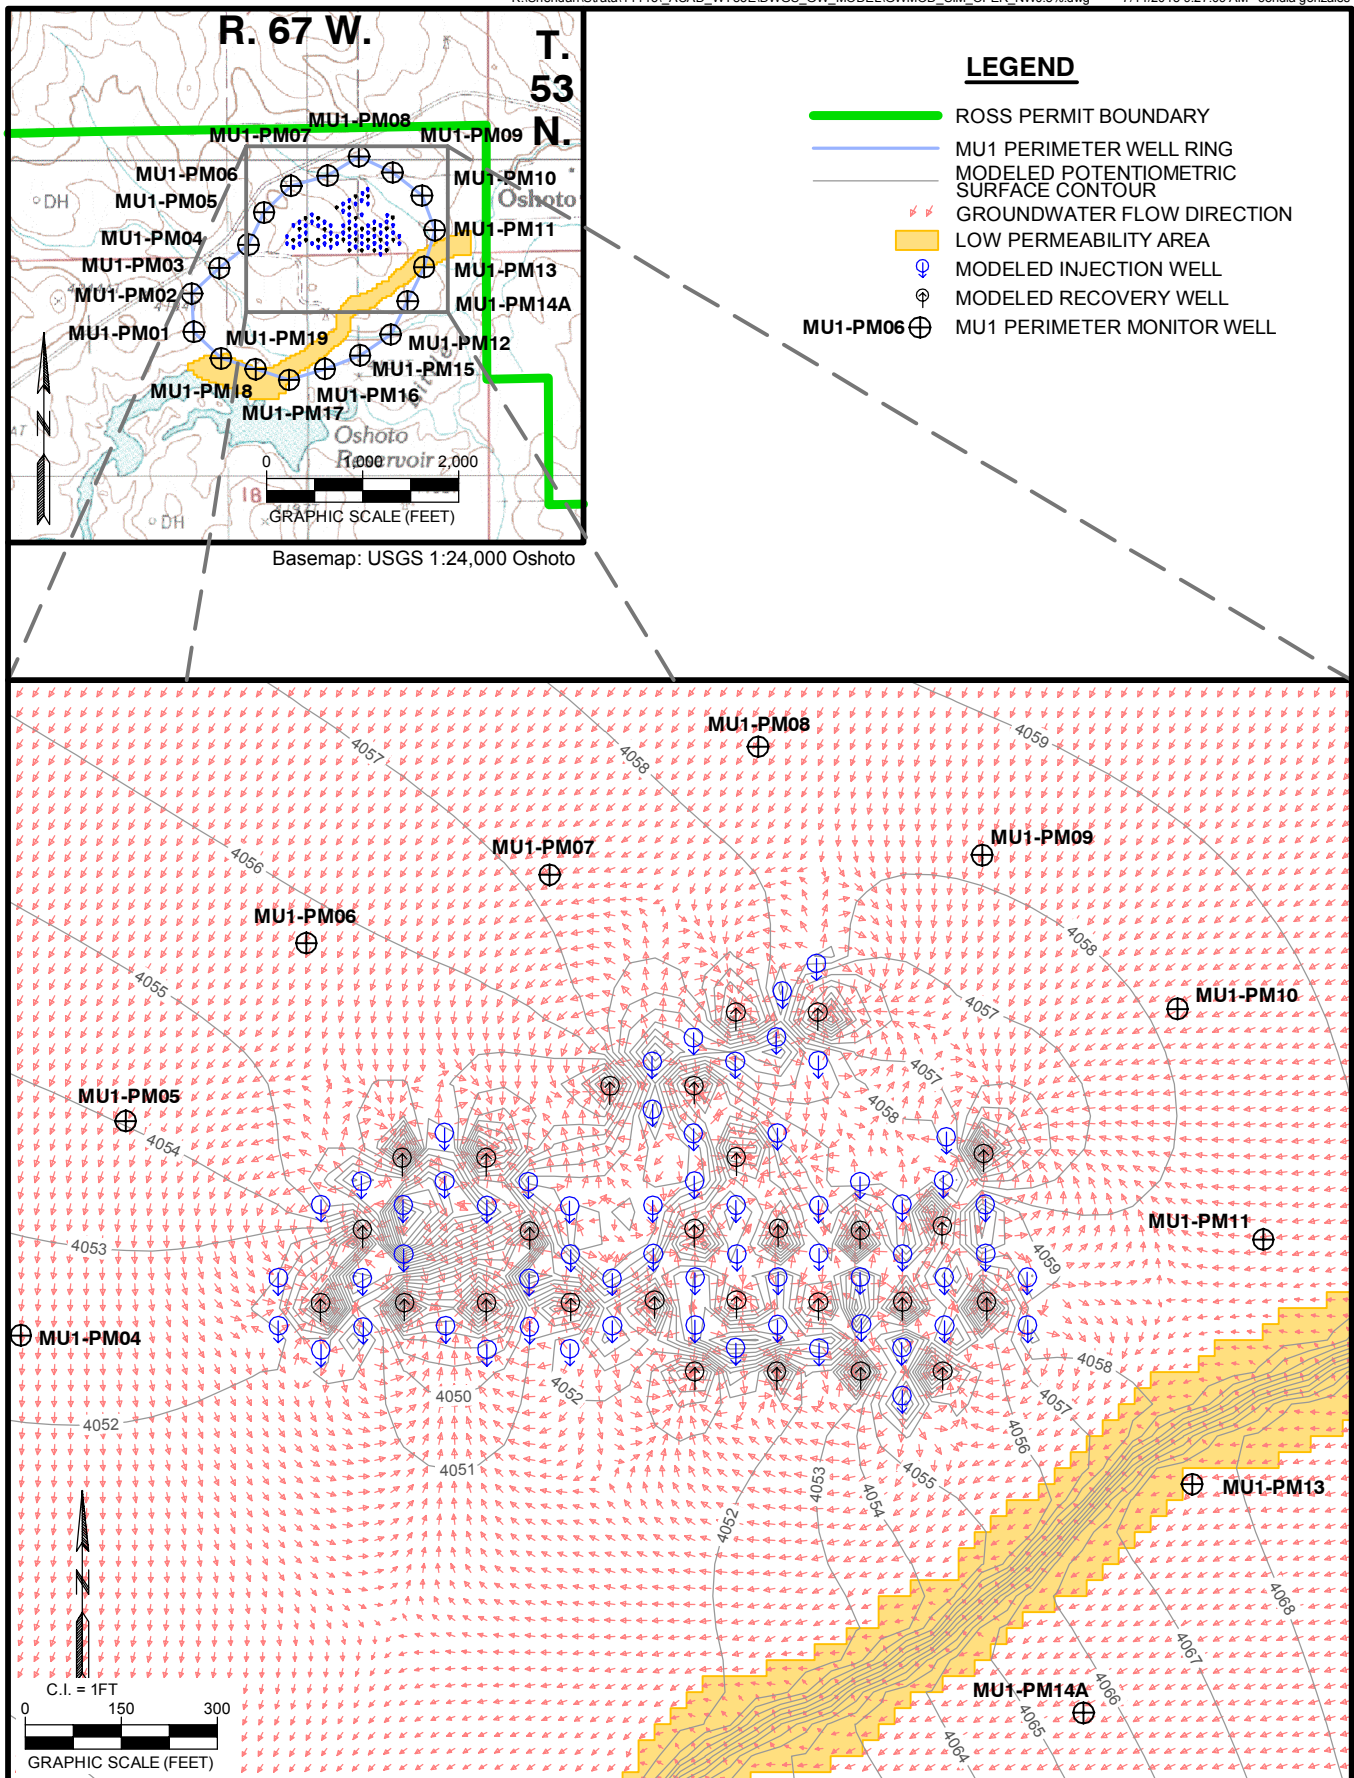 R. 67 W.
T.
53
N.
MU1-PM08
MU1-PM07
MU1-PM09
MU1-PM06
MU1-PM10
MU1-PM05
DH
Oshoto
MU1-PM04
MU1-PM11
MU1-PM03
MU1-PM13
MU1-PM02
MU1-PM14A
MU1-PM01
MU1-PM19
MU1-PM12
MU1-PM15
MU1-PM18
MU1-PM16
MU1-PM17
Oshoto
Reservoir
0 1,000 2,000
18
GRAPHIC SCALE (FEET)
DH
N
Basemap: USGS 1:24,000 Oshoto
LEGEND
ROSS PERMIT BOUNDARY
MU1 PERIMETER WELL RING
MODELED POTENTIOMETRIC
SURFACE CONTOUR
GROUNDWATER FLOW DIRECTION
LOW PERMEABILITY AREA
MODELED INJECTION WELL
MODELED RECOVERY WELL
MU1-PM06 MU1 PERIMETER MONITOR WELL
MU1-PM08
4059
4057
4058
MU1-PM09
MU1-PM07
4056
MU1-PM06
4058
4055
MU1-PM10
4057
4057
MU1-PM05
4058
4054
MU1-PM11
4053
4059
MU1-PM04
4058
4050
4052
4057
4052
4056
4051
4055
4053
MU1-PM13
4054
4052
N
4068
4067
C.I. = 1FT
MU1-PM14A
4066
0 150 300
4065
4064
GRAPHIC SCALE (FEET)